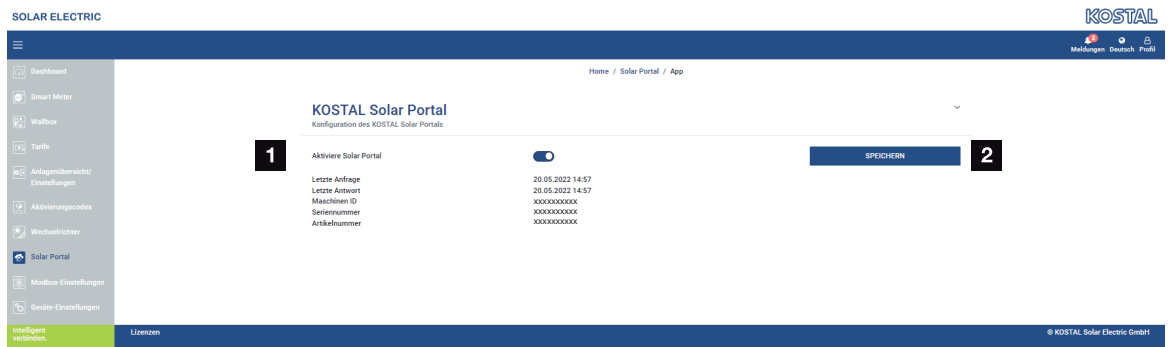 SOLAR ELECTRIC
KOSTAL
2
Meldungen Deutsch Profil
Dashboard
Smart Meter
Wallbox
Tarife
Anlagenübersicht/
Einstellungen
Aktivierungscodes
Wechselrichter
Solar Portal
Modbus-Einstellungen
Geräte-Einstellungen
intelligent
verbinden.
Home / Solar Portal / App
KOSTAL Solar Portal
Konfiguration des KOSTAL Solar Portals
1
Aktiviere Solar Portal
SPEICHERN
2
Letzte Anfrage 20.05.2022 14:57
Letzte Antwort 20.05.2022 14:57
Maschinen ID XXXXXXXXXX
Seriennummer XXXXXXXXXX
Artikelnummer XXXXXXXXXX
Lizenzen
© KOSTAL Solar Electric GmbH